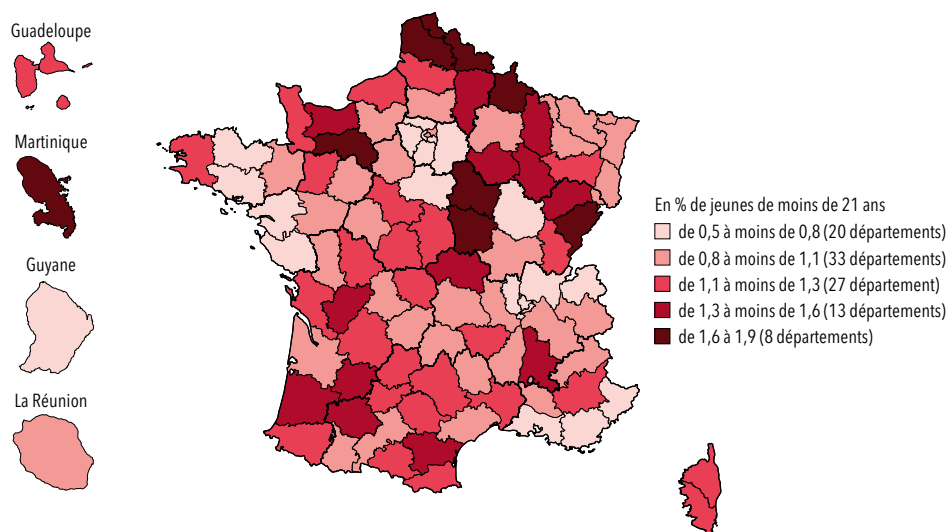 Guadeloupe
Martinique
Guyane
La Réunion
En % de jeunes de moins de 21 ans
de 0,5 à moins de 0,8 (20 départements)
de 0,8 à moins de 1,1 (33 départements)
de 1,1 à moins de 1,3 (27 département)
de 1,3 à moins de 1,6 (13 départements)
de 1,6 à 1,9 (8 départements)